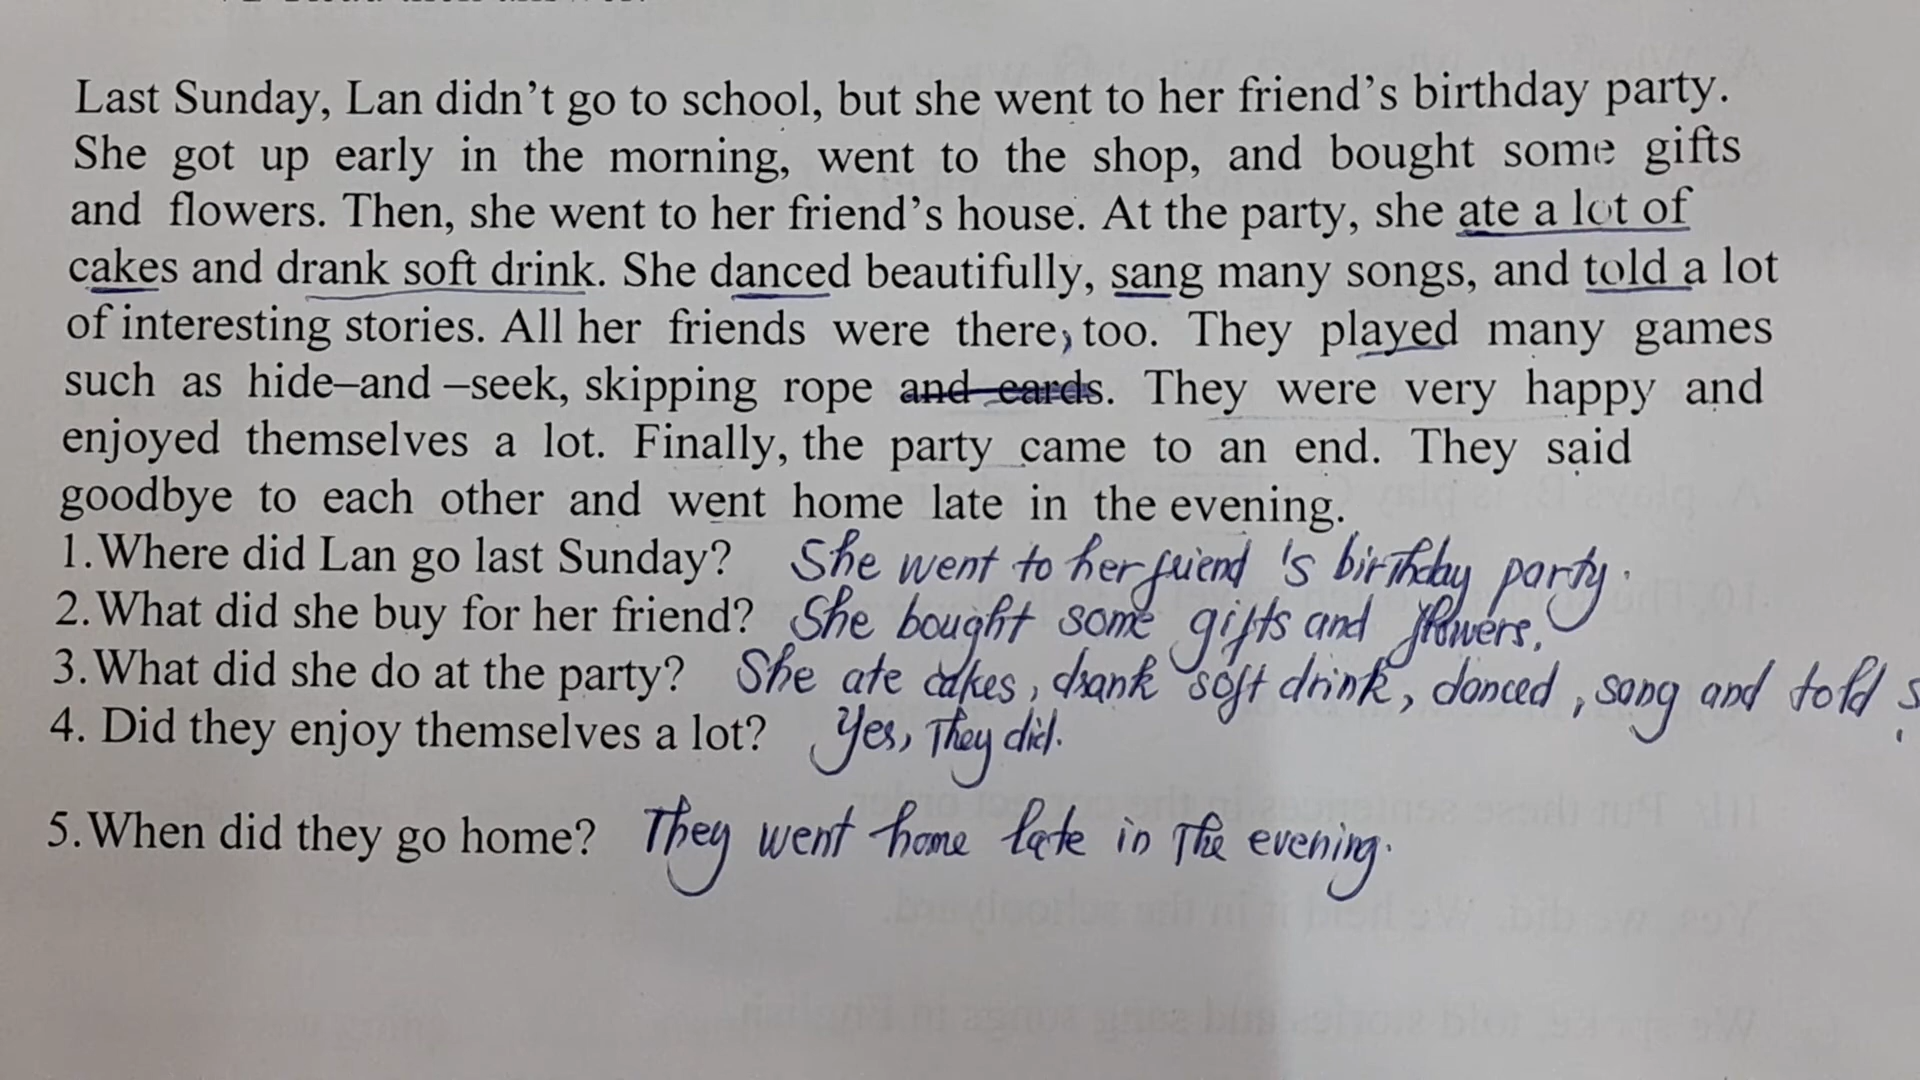 Last Sunday, Lan didn't go to school, but she went to her friend's birthday party.
She got up early in the morning, went to the shop, and bought some gifts
and flowers. Then, she went to her friend's house. At the party, she ate a lot of
cakes and drank soft drink. She danced beautifully, sang many songs, and told a lot
of interesting stories. All her friends were there, too. They played many games
such as hide–and –seek, skipping rope and cards. They were very happy and
enjoyed themselves a lot. Finally, the party came to an end. They said
goodbye to each other and went home late in the evening.
1. Where did Lan go last Sunday? She went to her friend's birthday party.
2. What did she buy for her friend? She bought some gifts and flowers.
3. What did she do at the party? She ate cakes, drank soft drink, danced, sang and told
4. Did they enjoy themselves a lot? Yes, They did.
5. When did they go home? They went home late in The evening.